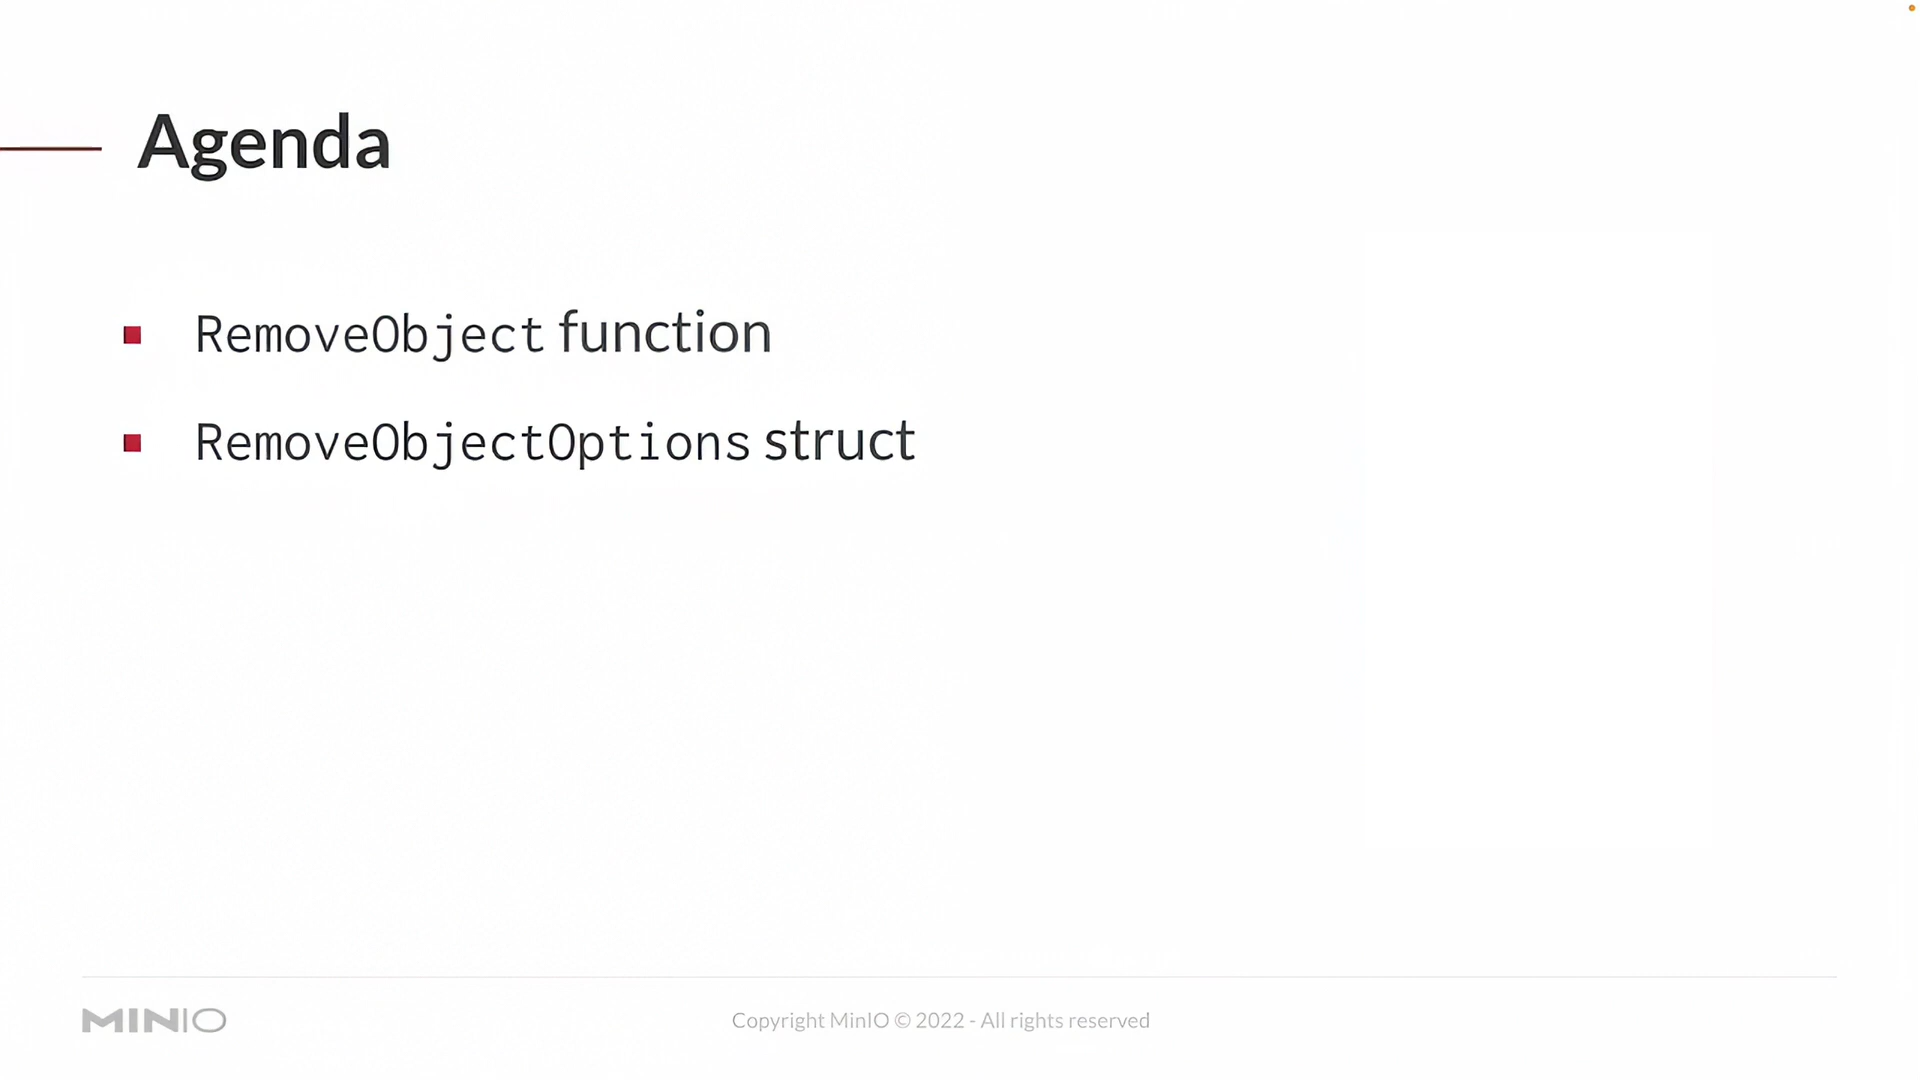 Agenda
RemoveObject function
RemoveObjectOptions struct
MINIO
Copyright MinIO © 2022 - All rights reserved